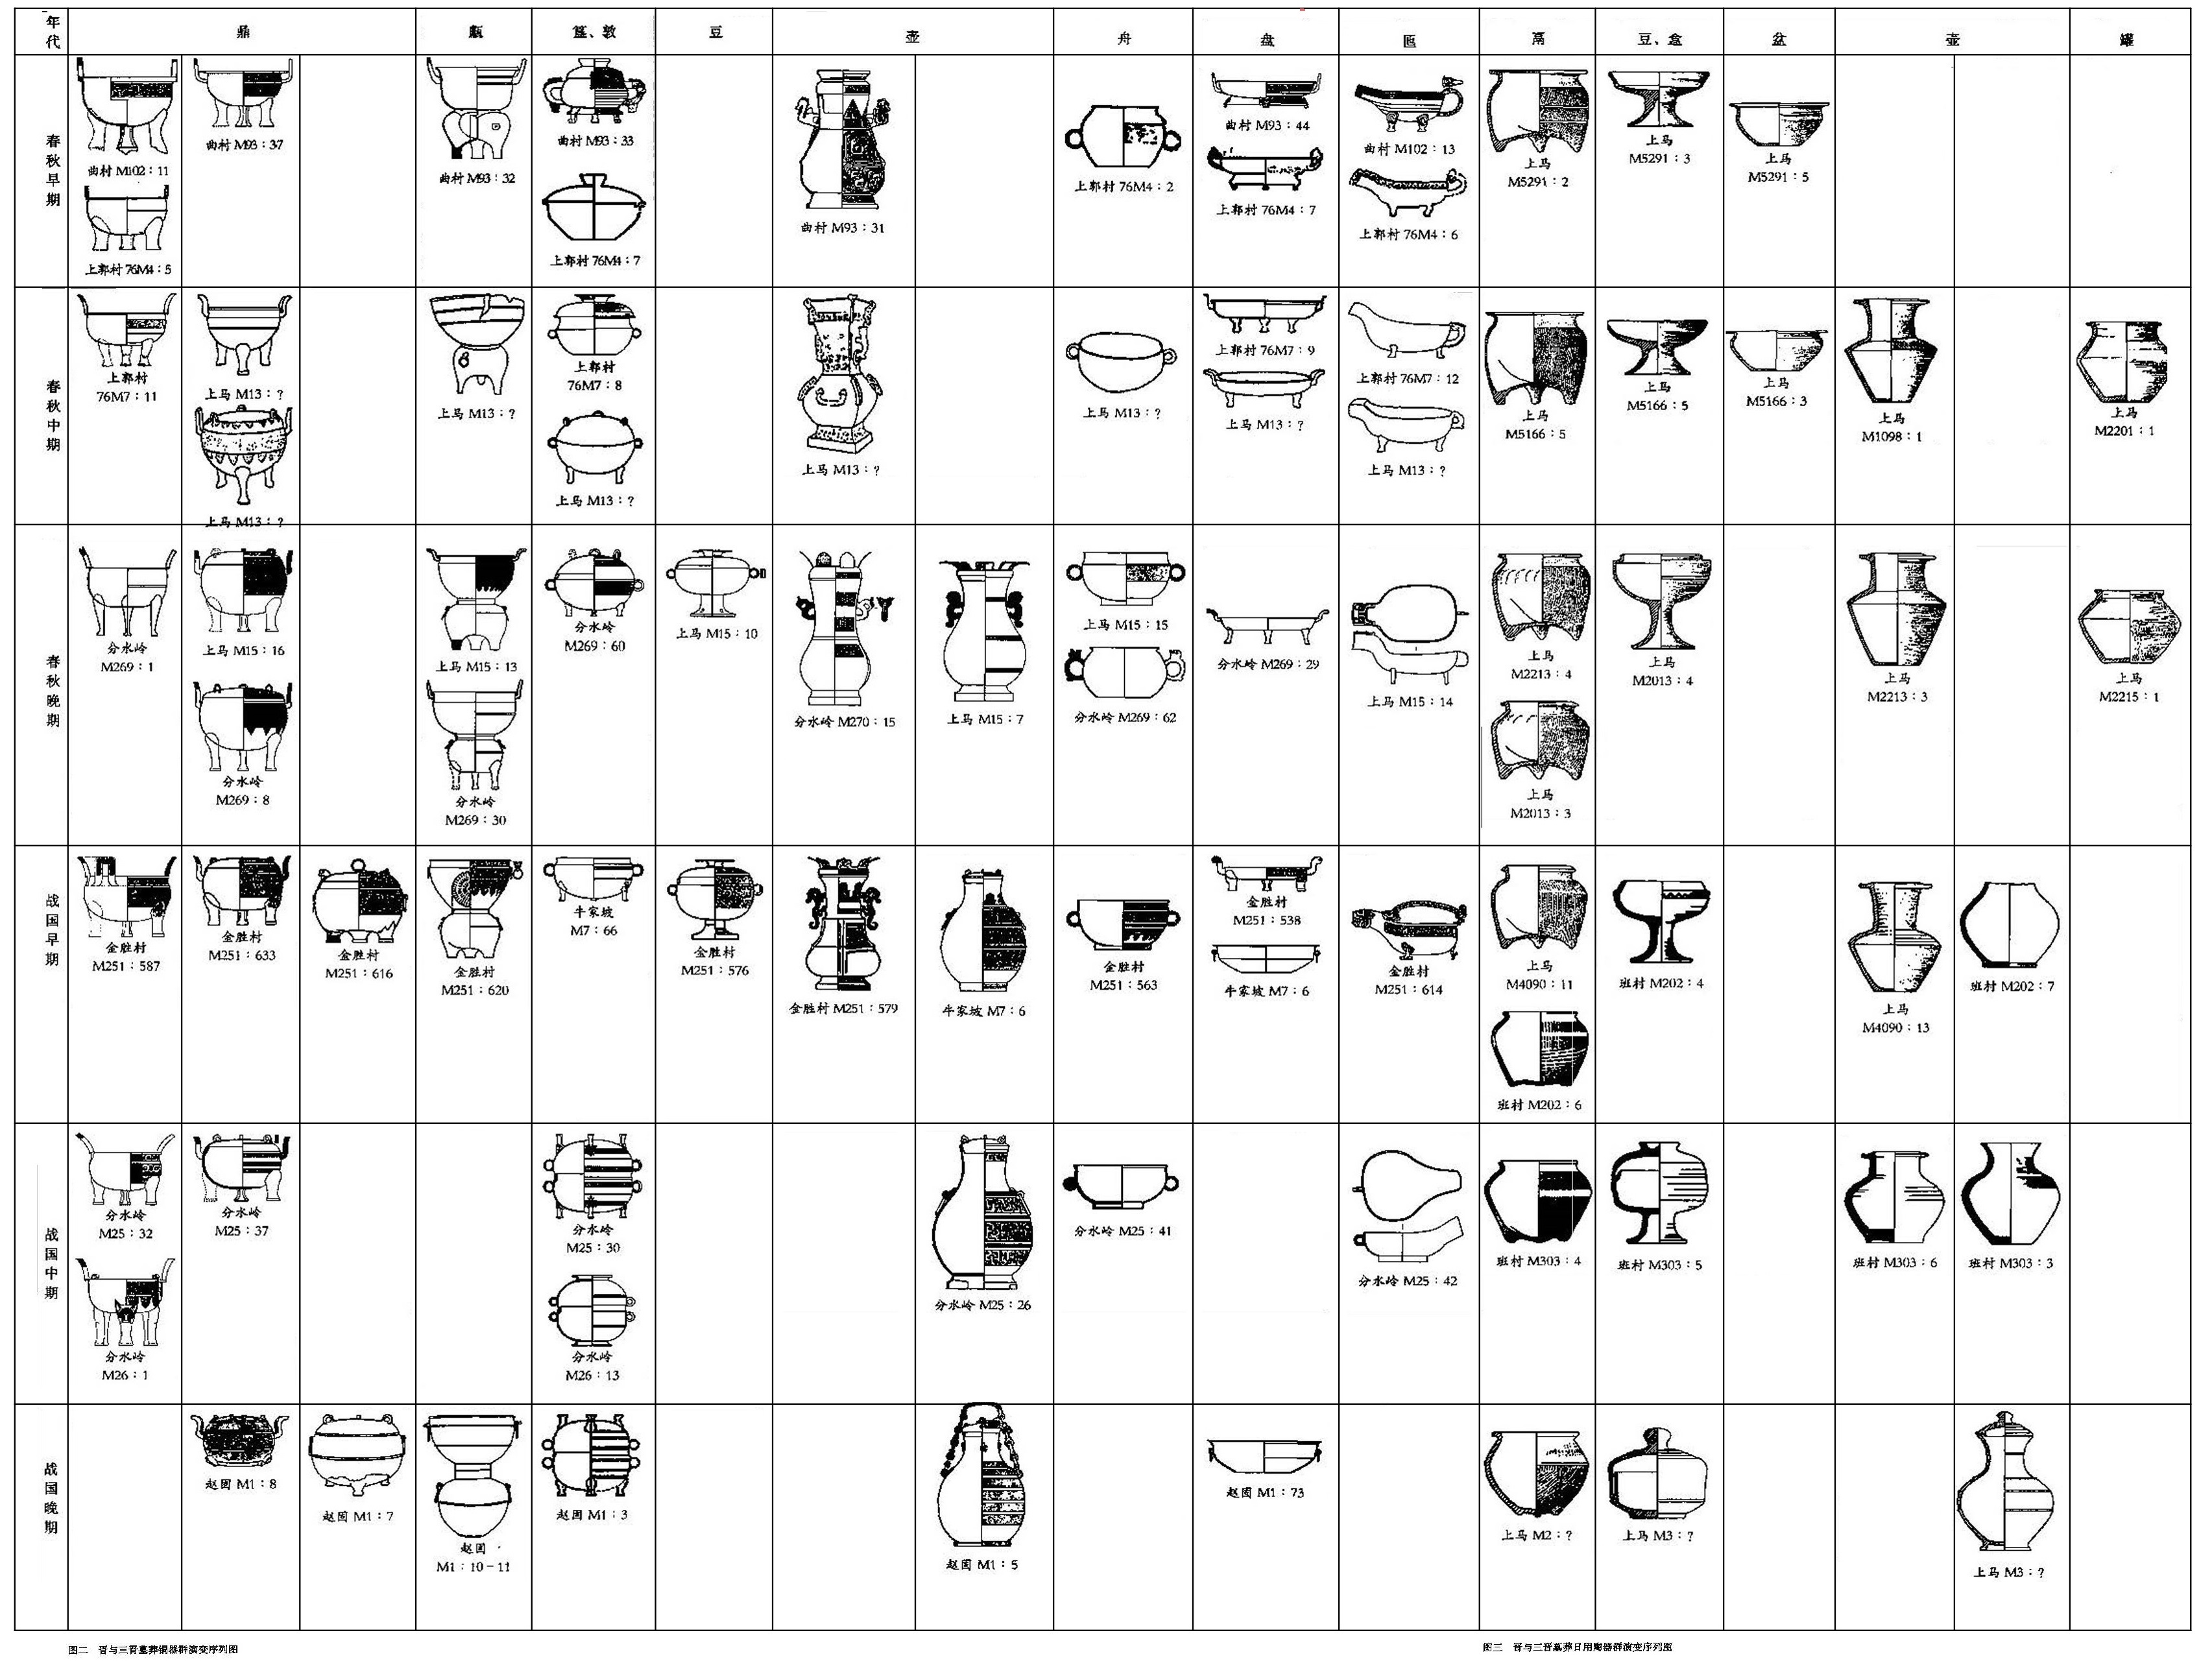 年代 鼎 甗 簋、敦 豆 壶 舟 盘 匜 鬲 豆、盒 盆 壶 罐
春秋早期
曲村 M102：11
上郭村 76M4：5
曲村 M93：37
曲村 M93：32
曲村 M93：33
上郭村 76M4：7
曲村 M93：31
上郭村 76M4：2
曲村 M93：44
上郭村 76M4：7
曲村 M102：13
上郭村 76M4：6
上马
M5291：2
上马
M5291：3
上马
M5291：5
春秋中期
上郭村
76M7：11
上马 M13：?
上马 M13：?
上马 M13：?
上郭村
76M7：8
上马 M13：?
上马 M13：?
上马 M13：?
上郭村 76M7：9
上马 M13：?
上郭村 76M7：12
上马 M13：?
上马
M5166：5
上马
M5166：5
上马
M5166：3
上马
M1098：1
上马
M2201：1
春秋晚期
分水岭
M269：1
上马 M15：16
分水岭
M269：8
上马 M15：13
分水岭
M269：30
分水岭
M269：60
上马 M15：10
分水岭 M270：15
上马 M15：7
上马 M15：15
分水岭 M269：62
分水岭 M269：29
上马 M15：14
上马
M2213：4
上马
M2013：3
上马
M2013：4
上马
M2213：3
上马
M2215：1
战国早期
金胜村
M251：587
金胜村
M251：633
金胜村
M251：616
金胜村
M251：620
牛家坡
M7：66
金胜村
M251：576
金胜村 M251：579
牛家坡 M7：6
金胜村
M251：563
金胜村
M251：538
牛家坡 M7：6
金胜村
M251：614
上马
M4090：11
班村 M202：6
班村 M202：4
上马
M4090：13
班村 M202：7
战国中期
分水岭
M25：32
分水岭
M26：1
分水岭
M25：37
分水岭
M25：30
分水岭
M26：13
分水岭 M25：26
分水岭 M25：41
分水岭 M25：42
班村 M303：4
班村 M303：5
班村 M303：6
班村 M303：3
战国晚期
赵固 M1：8
赵固 M1：7
赵固
M1：10-11
赵固 M1：3
赵固 M1：5
赵固 M1：73
上马 M2：?
上马 M3：?
上马 M3：?
图二 晋与三晋墓葬铜器群演变序列图
图三 晋与三晋墓葬日用陶器群演变序列图